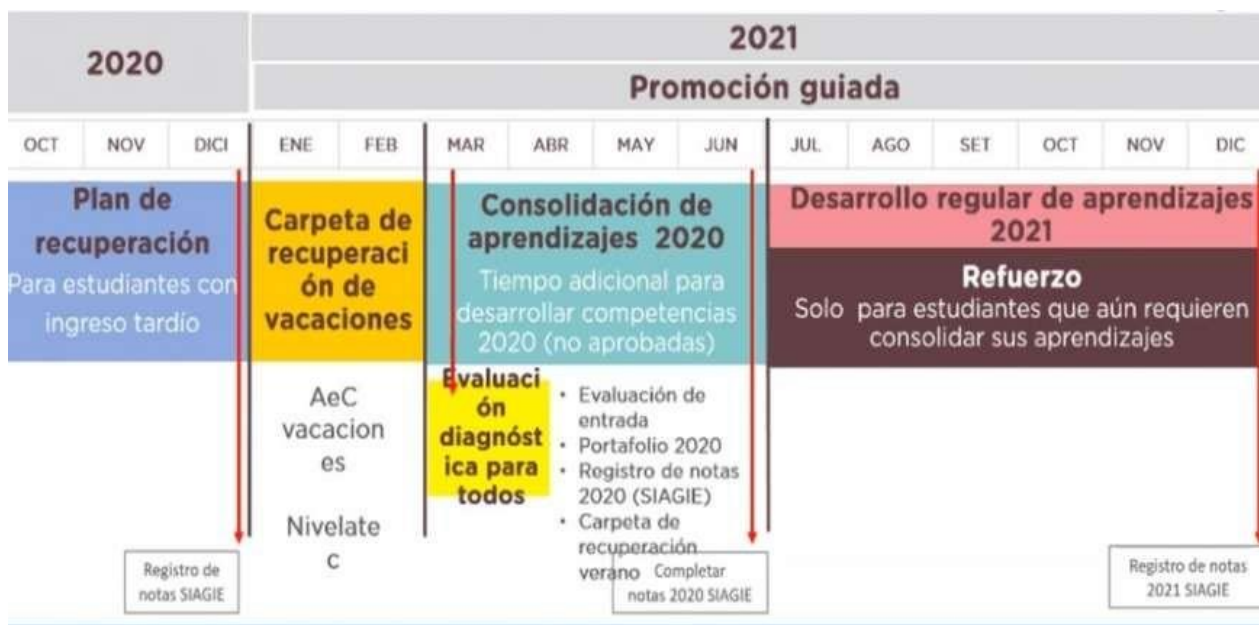 2020
2021
Promoción guiada
OCT NOV DICI ENE FEB MAR ABR MAY JUN JUL AGO SET OCT NOV DIC
Plan de
recuperación
Para estudiantes con
ingreso tardío
Carpeta de
recuperaci
ón de
vacaciones
AeC
vacacion
es
Nivelate
c
Consolidación de
aprendizajes 2020
Tiempo adicional para
desarrollar competencias
2020 (no aprobadas)
Evaluaci
ón
diagnóst
ica para
todos
• Evaluación de
entrada
• Portafolio 2020
• Registro de notas
2020 (SIAGIE)
• Carpeta de
recuperación
verano
Desarrollo regular de aprendizajes
2021
Refuerzo
Solo para estudiantes que aún requieren
consolidar sus aprendizajes
Registro de
notas SIAGIE
Completar
notas 2020 SIAGIE
Registro de notas
2021 SIAGIE